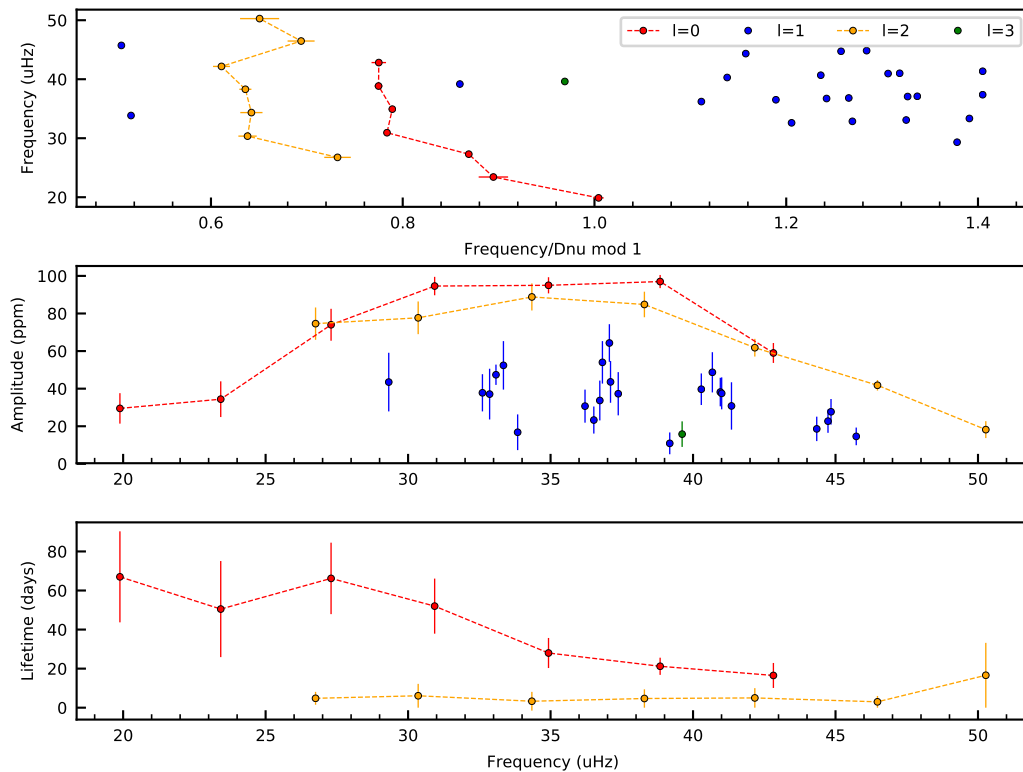 50
40
30
20
Frequency (uHz)
l=0 l=1 l=2 l=3
0.6 0.8 1.0 1.2 1.4
Frequency/Dnu mod 1
100
80
60
40
20
0
Amplitude (ppm)
20 25 30 35 40 45 50
80
60
40
20
0
Lifetime (days)
20 25 30 35 40 45 50
Frequency (uHz)